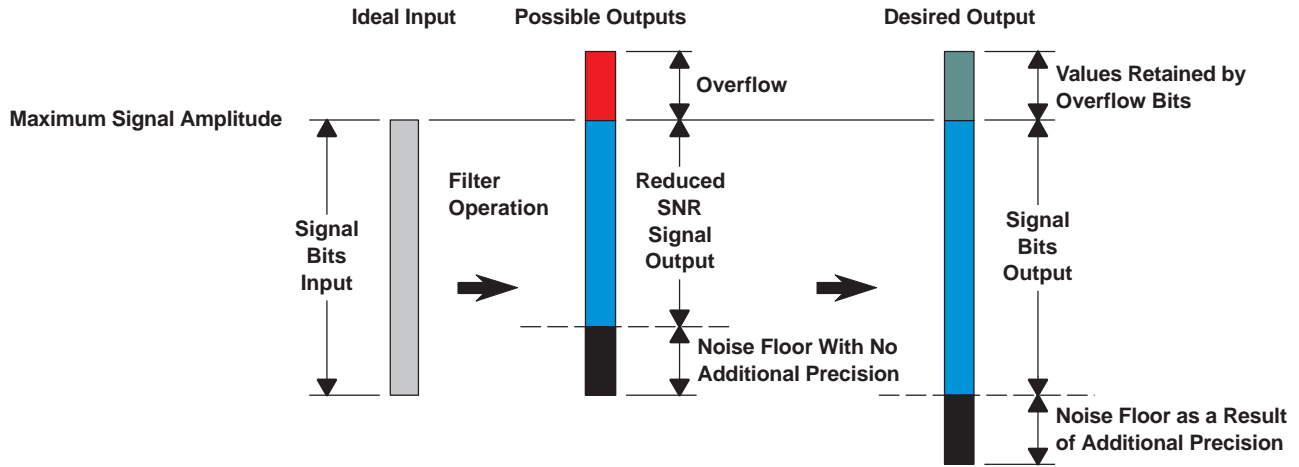 Ideal Input
Possible Outputs
Desired Output
Overflow
Values Retained by
Overflow Bits
Maximum Signal Amplitude
Signal
Bits
Input
Filter
Operation
Reduced
SNR
Signal
Output
Signal
Bits
Output
Noise Floor With No
Additional Precision
Noise Floor as a Result
of Additional Precision